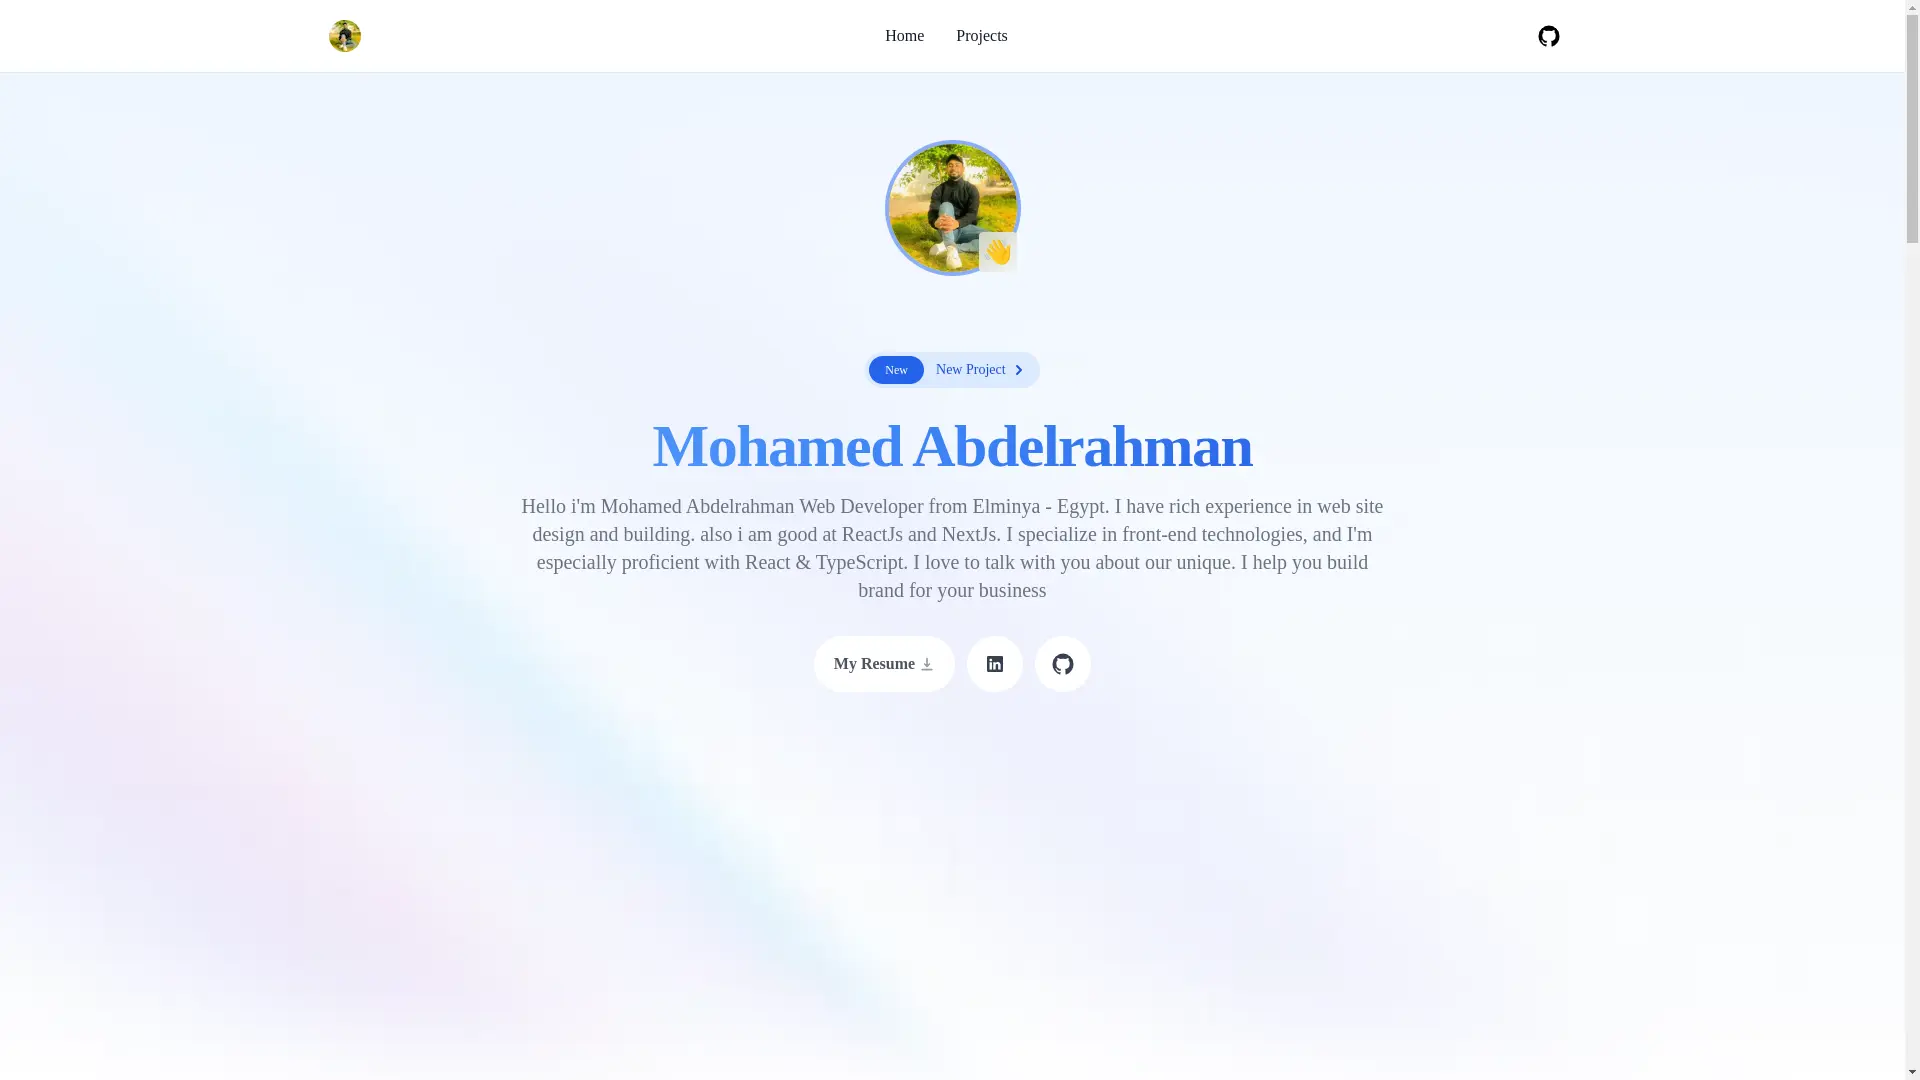 Home
Projects
New
New Project
Mohamed Abdelrahman
Hello i'm Mohamed Abdelrahman Web Developer from Elminya - Egypt. I have rich experience in web site
design and building. also i am good at ReactJs and NextJs. I specialize in front-end technologies, and I'm
especially proficient with React & TypeScript. I love to talk with you about our unique. I help you build
brand for your business
My Resume